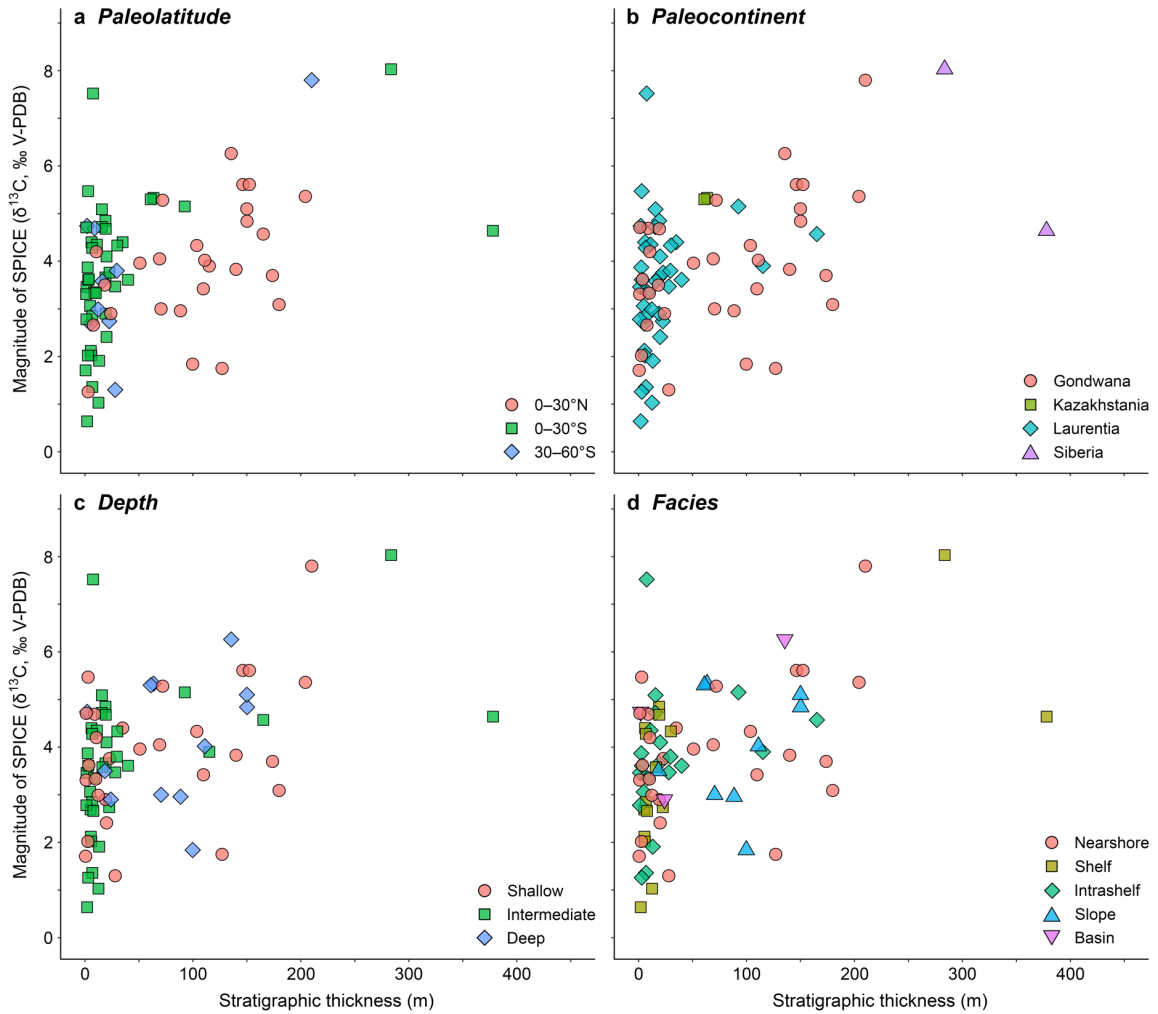 a Paleolatitude
Magnitude of SPICE (δ¹³C, ‰ V-PDB)
8
6
4
2
0
0–30°N
0–30°S
30–60°S
b Paleocontinent
Gondwana
Kazakhstania
Laurentia
Siberia
c Depth
Magnitude of SPICE (δ¹³C, ‰ V-PDB)
8
6
4
2
0
Shallow
Intermediate
Deep
0 100 200 300 400
Stratigraphic thickness (m)
d Facies
Nearshore
Shelf
Intrashelf
Slope
Basin
0 100 200 300 400
Stratigraphic thickness (m)